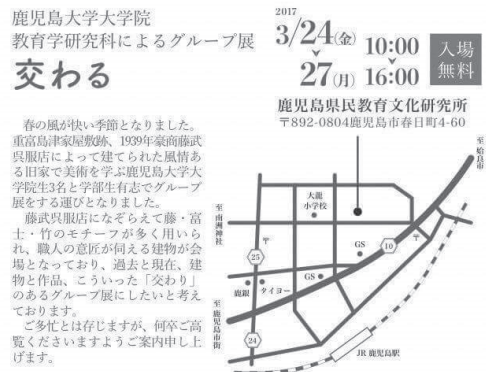 鹿児島大学大学院
教育学研究科によるグループ展
交わる
2017
3/24(金)
27(月)
10:00
16:00
入場
無料
鹿児島県民教育文化研究所
〒892-0804鹿児島市春日町4-60
春の風が快い季節となりました。
重富島津家屋敷跡、1939年豪商藤武
呉服店によって建てられた風情あ
る旧家で美術を学ぶ鹿児島大学大
学院生3名と学部生有志でグループ
展をする運びとなりました。
藤武呉服店になぞらえて藤・富
士・竹のモチーフが多く用いら
れ、職人の意匠が伺える建物が会
場となっており、過去と現在、建
物と作品、こういった「交わり」
のあるグループ展にしたいと考え
ております。
ご多忙とは存じますが、何卒ご高
覧くださいますようご案内申し上
げます。
至 姶良市
大龍
小学校
至 南洲神社
〒
GS
10
〒
25
GS
鹿銀
タイヨー
至 鹿児島市街
24
JR 鹿児島駅